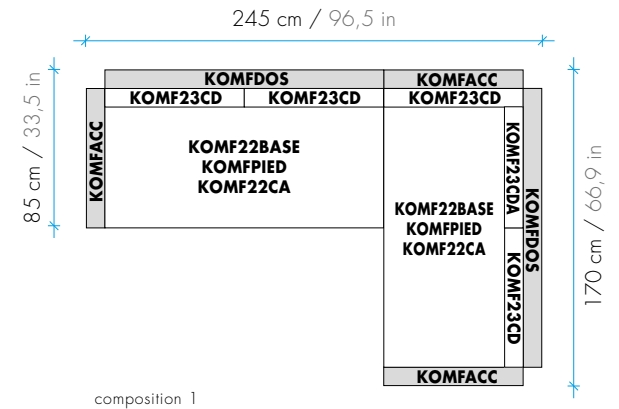 245 cm / 96,5 in
KOMFDOS
KOMFACC
KOMF23CD
KOMF23CD
KOMF23CD
85 cm / 33,5 in
KOMFACC
KOMF22BASE
KOMFPIED
KOMF22CA
KOMF22BASE
KOMFPIED
KOMF22CA
KOMF23CDA
KOMF23CD
KOMFDOS
170 cm / 66,9 in
KOMFACC
composition 1